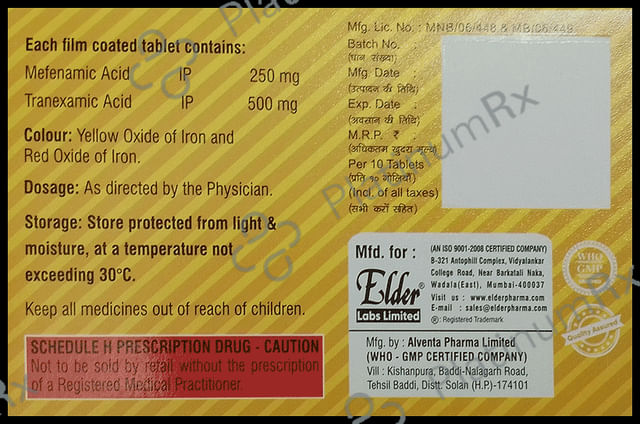 Each film coated tablet contains:
Mefenamic Acid IP 250 mg
Tranexamic Acid IP 500 mg
Colour: Yellow Oxide of Iron and
Red Oxide of Iron.
Dosage: As directed by the Physician.
Storage: Store protected from light &
moisture, at a temperature not
exceeding 30°C.
Keep all medicines out of reach of children.
SCHEDULE H PRESCRIPTION DRUG - CAUTION
Not to be sold by retail without the prescription
of a Registered Medical Practitioner.
Mfg. Lic. No. : MNB/06/448 & MB/06/449
Batch No. :
(घान संख्या)
Mfg. Date :
(उत्पादन की तिथि)
Exp. Date :
(अवसान की तिथि)
M.R.P. ₹ :
(अधिकतम खुदरा मूल्य)
Per 10 Tablets
(प्रति १० गोलियां)
(Incl. of all taxes)
(सभी करों सहित)
Mfd. for :
Elder®
Labs Limited
(AN ISO 9001-2008 CERTIFIED COMPANY)
B-321 Antophill Complex, Vidyalankar
College Road, Near Barkatali Naka,
Wadala(East), Mumbai-400037
Visit us : www.elderpharma.com
E-mail : sales@elderpharma.com
®: Registered Trademark
Mfg. by : Alventa Pharma Limited
(WHO - GMP CERTIFIED COMPANY)
Vill : Kishanpura, Baddi-Nalagarh Road,
Tehsil Baddi, Distt. Solan (H.P.)-174101
WHO
GMP
Quality Assured
PlatinumRx
PlatinumRx
PlatinumRx